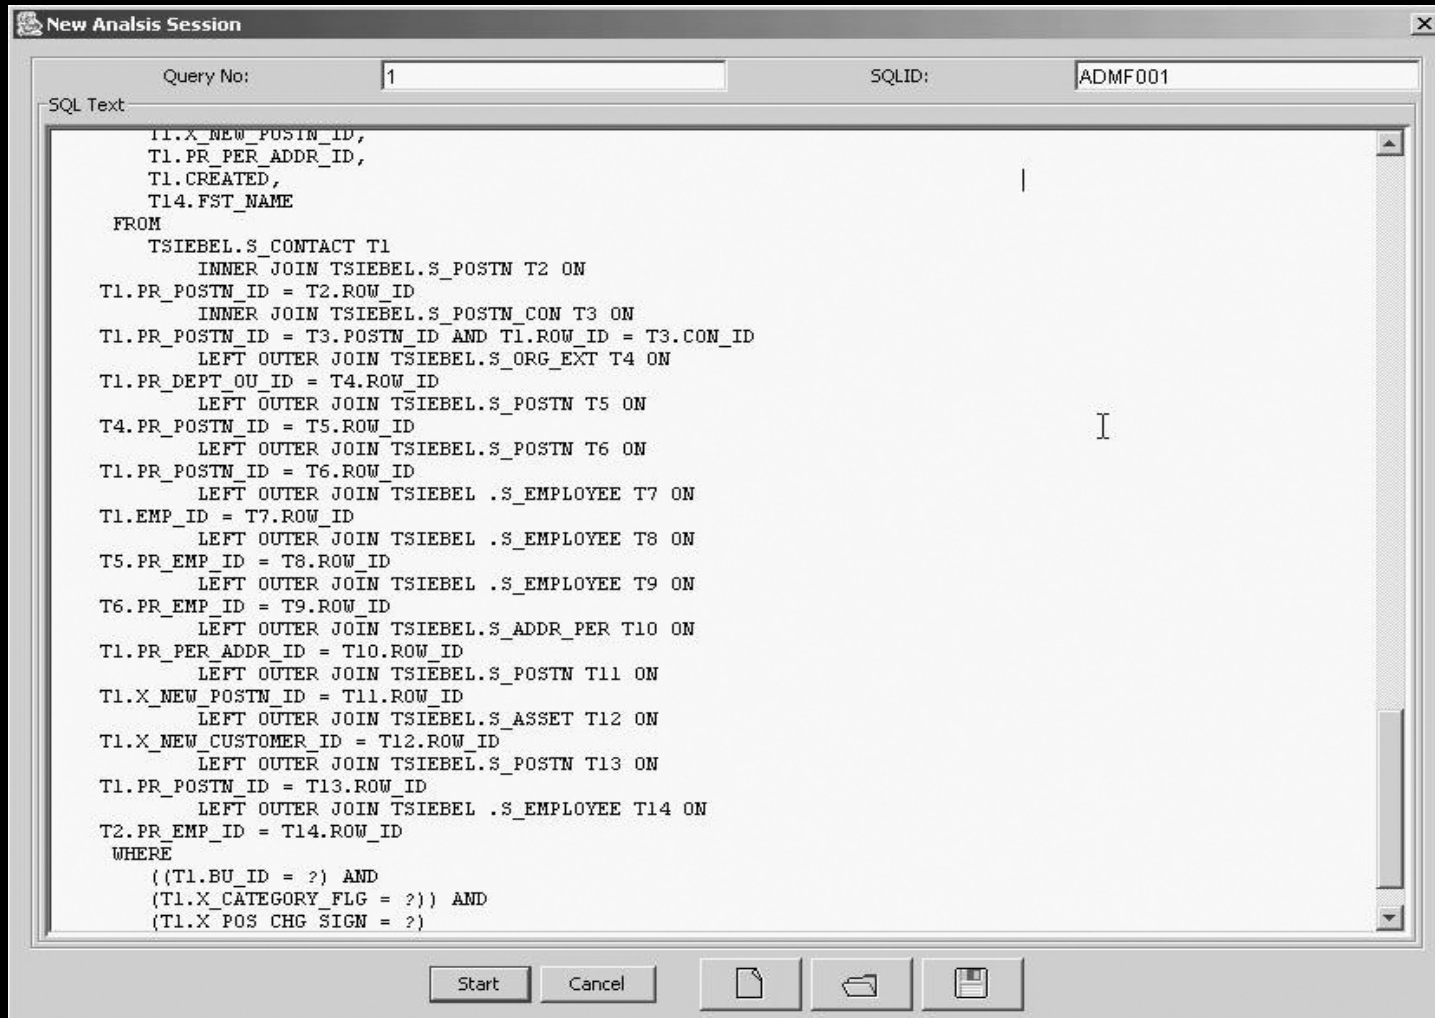 New Analsis Session
Query No: 1 SQLID: ADMF001
SQL Text
T1.X_NEW_POSTN_ID,
T1.PR_PER_ADDR_ID,
T1.CREATED,
T14.FST_NAME
FROM
TSIEBEL.S_CONTACT T1
INNER JOIN TSIEBEL.S_POSTN T2 ON
T1.PR_POSTN_ID = T2.ROW_ID
INNER JOIN TSIEBEL.S_POSTN_CON T3 ON
T1.PR_POSTN_ID = T3.POSTN_ID AND T1.ROW_ID = T3.CON_ID
LEFT OUTER JOIN TSIEBEL.S_ORG_EXT T4 ON
T1.PR_DEPT_OU_ID = T4.ROW_ID
LEFT OUTER JOIN TSIEBEL.S_POSTN T5 ON
T4.PR_POSTN_ID = T5.ROW_ID
LEFT OUTER JOIN TSIEBEL.S_POSTN T6 ON
T1.PR_POSTN_ID = T6.ROW_ID
LEFT OUTER JOIN TSIEBEL .S_EMPLOYEE T7 ON
T1.EMP_ID = T7.ROW_ID
LEFT OUTER JOIN TSIEBEL .S_EMPLOYEE T8 ON
T5.PR_EMP_ID = T8.ROW_ID
LEFT OUTER JOIN TSIEBEL .S_EMPLOYEE T9 ON
T6.PR_EMP_ID = T9.ROW_ID
LEFT OUTER JOIN TSIEBEL.S_ADDR_PER T10 ON
T1.PR_PER_ADDR_ID = T10.ROW_ID
LEFT OUTER JOIN TSIEBEL.S_POSTN T11 ON
T1.X_NEW_POSTN_ID = T11.ROW_ID
LEFT OUTER JOIN TSIEBEL.S_ASSET T12 ON
T1.X_NEW_CUSTOMER_ID = T12.ROW_ID
LEFT OUTER JOIN TSIEBEL.S_POSTN T13 ON
T1.PR_POSTN_ID = T13.ROW_ID
LEFT OUTER JOIN TSIEBEL .S_EMPLOYEE T14 ON
T2.PR_EMP_ID = T14.ROW_ID
WHERE
((T1.BU_ID = ?) AND
(T1.X_CATEGORY_FLG = ?)) AND
(T1.X_POS_CHG_SIGN = ?)
Start Cancel